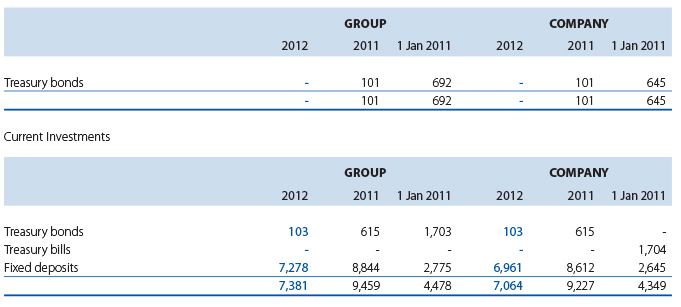 GROUP COMPANY
2012 2011 1 Jan 2011 2012 2011 1 Jan 2011
Treasury bonds - 101 692 - 101 645
- 101 692 - 101 645
Current Investments
GROUP COMPANY
2012 2011 1 Jan 2011 2012 2011 1 Jan 2011
Treasury bonds 103 615 1,703 103 615 -
Treasury bills - - - - - 1,704
Fixed deposits 7,278 8,844 2,775 6,961 8,612 2,645
7,381 9,459 4,478 7,064 9,227 4,349